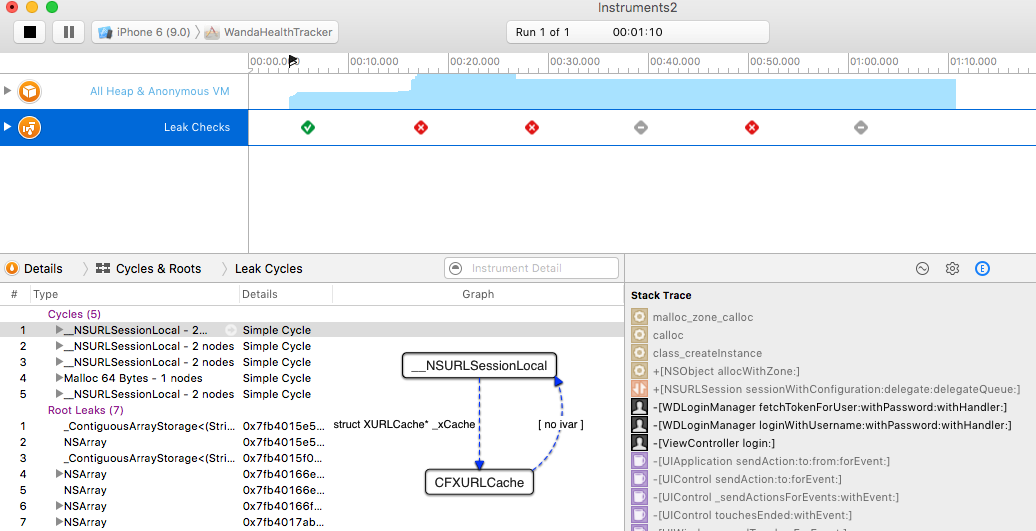 Instruments2
iPhone 6 (9.0) WandaHealthTracker
Run 1 of 1 00:01:10
00:00.000 00:10.000 00:20.000 00:30.000 00:40.000 00:50.000 01:00.000 01:10.000
All Heap & Anonymous VM
Leak Checks
Details Cycles & Roots Leak Cycles
Instrument Detail
E
# Type Details Graph
Cycles (5)
1 __NSURLSessionLocal – 2... Simple Cycle
2 __NSURLSessionLocal – 2 nodes Simple Cycle
3 __NSURLSessionLocal – 2 nodes Simple Cycle
4 Malloc 64 Bytes – 1 nodes Simple Cycle
5 __NSURLSessionLocal – 2 nodes Simple Cycle
Root Leaks (7)
1 _ContiguousArrayStorage<(Stri... 0x7fb4015e5...
2 NSArray 0x7fb4015e5...
3 _ContiguousArrayStorage<(Stri... 0x7fb4015f0...
4 NSArray 0x7fb40166e...
5 NSArray 0x7fb40166e...
6 NSArray 0x7fb40166f...
7 NSArray 0x7fb4017ab...
__NSURLSessionLocal
struct XURLCache* _xCache
[ no ivar ]
CFXURLCache
Stack Trace
malloc_zone_calloc
calloc
class_createInstance
+[NSObject allocWithZone:]
+[NSURLSession sessionWithConfiguration:delegate:delegateQueue:]
-[WDLoginManager fetchTokenForUser:withPassword:withHandler:]
-[WDLoginManager loginWithUsername:withPassword:withHandler:]
-[ViewController login:]
-[UIApplication sendAction:to:from:forEvent:]
-[UIControl sendAction:to:forEvent:]
-[UIControl _sendActionsForEvents:withEvent:]
-[UIControl touchesEnded:withEvent:]